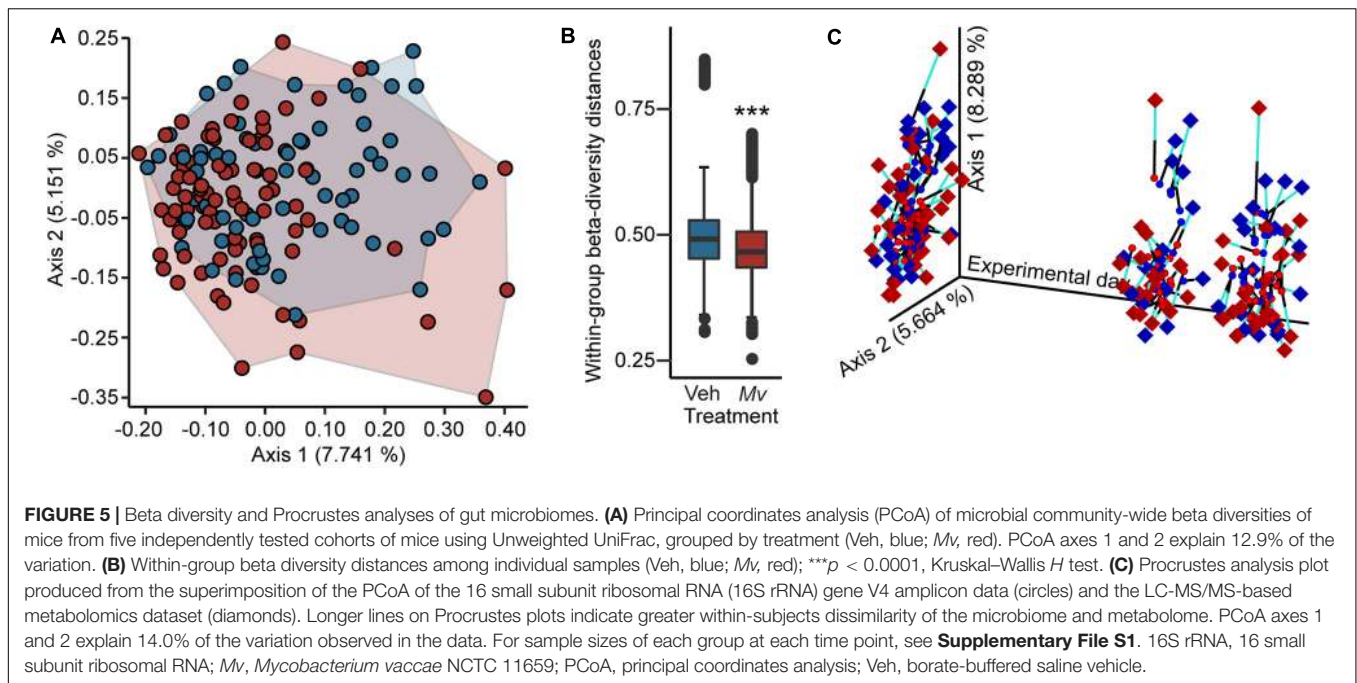 A
0.25
0.15
0.05
-0.05
-0.15
-0.25
-0.35
Axis 2 (5.151 %)
-0.20 -0.10 0.00 0.10 0.20 0.30 0.40
Axis 1 (7.741 %)
B
Within-group beta-diversity distances
0.75
0.50
0.25
***
Veh Mv
Treatment
C
Axis 1 (8.289 %)
Axis 2 (5.664 %)
Experimental da
FIGURE 5 | Beta diversity and Procrustes analyses of gut microbiomes. (A) Principal coordinates analysis (PCoA) of microbial community-wide beta diversities of
mice from five independently tested cohorts of mice using Unweighted UniFrac, grouped by treatment (Veh, blue; Mv, red). PCoA axes 1 and 2 explain 12.9% of the
variation. (B) Within-group beta diversity distances among individual samples (Veh, blue; Mv, red); ***p < 0.0001, Kruskal–Wallis H test. (C) Procrustes analysis plot
produced from the superimposition of the PCoA of the 16 small subunit ribosomal RNA (16S rRNA) gene V4 amplicon data (circles) and the LC-MS/MS-based
metabolomics dataset (diamonds). Longer lines on Procrustes plots indicate greater within-subjects dissimilarity of the microbiome and metabolome. PCoA axes 1
and 2 explain 14.0% of the variation observed in the data. For sample sizes of each group at each time point, see Supplementary File S1. 16S rRNA, 16 small
subunit ribosomal RNA; Mv, Mycobacterium vaccae NCTC 11659; PCoA, principal coordinates analysis; Veh, borate-buffered saline vehicle.